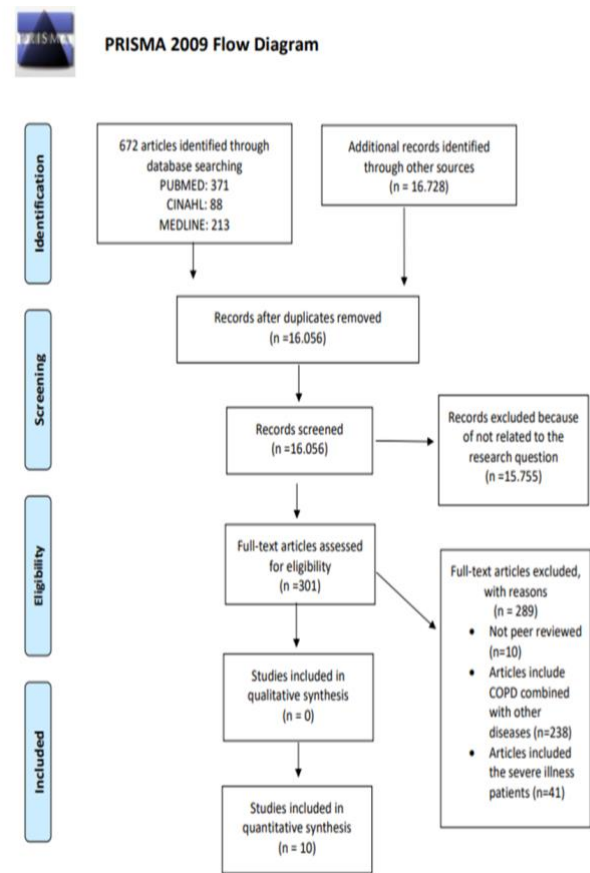 PRISMA
PRISMA 2009 Flow Diagram
Identification
672 articles identified through
database searching
PUBMED: 371
CINAHL: 88
MEDLINE: 213
Additional records identified
through other sources
(n = 16.728)
Screening
Records after duplicates removed
(n =16.056)
Records screened
(n =16.056)
Records excluded because
of not related to the
research question
(n =15.755)
Eligibility
Full-text articles assessed
for eligibility
(n =301)
Full-text articles excluded,
with reasons
(n = 289)
• Not peer reviewed
(n=10)
• Articles include
COPD combined
with other
diseases (n=238)
• Articles included
the severe illness
patients (n=41)
Included
Studies included in
qualitative synthesis
(n = 0)
Studies included in
quantitative synthesis
(n = 10)